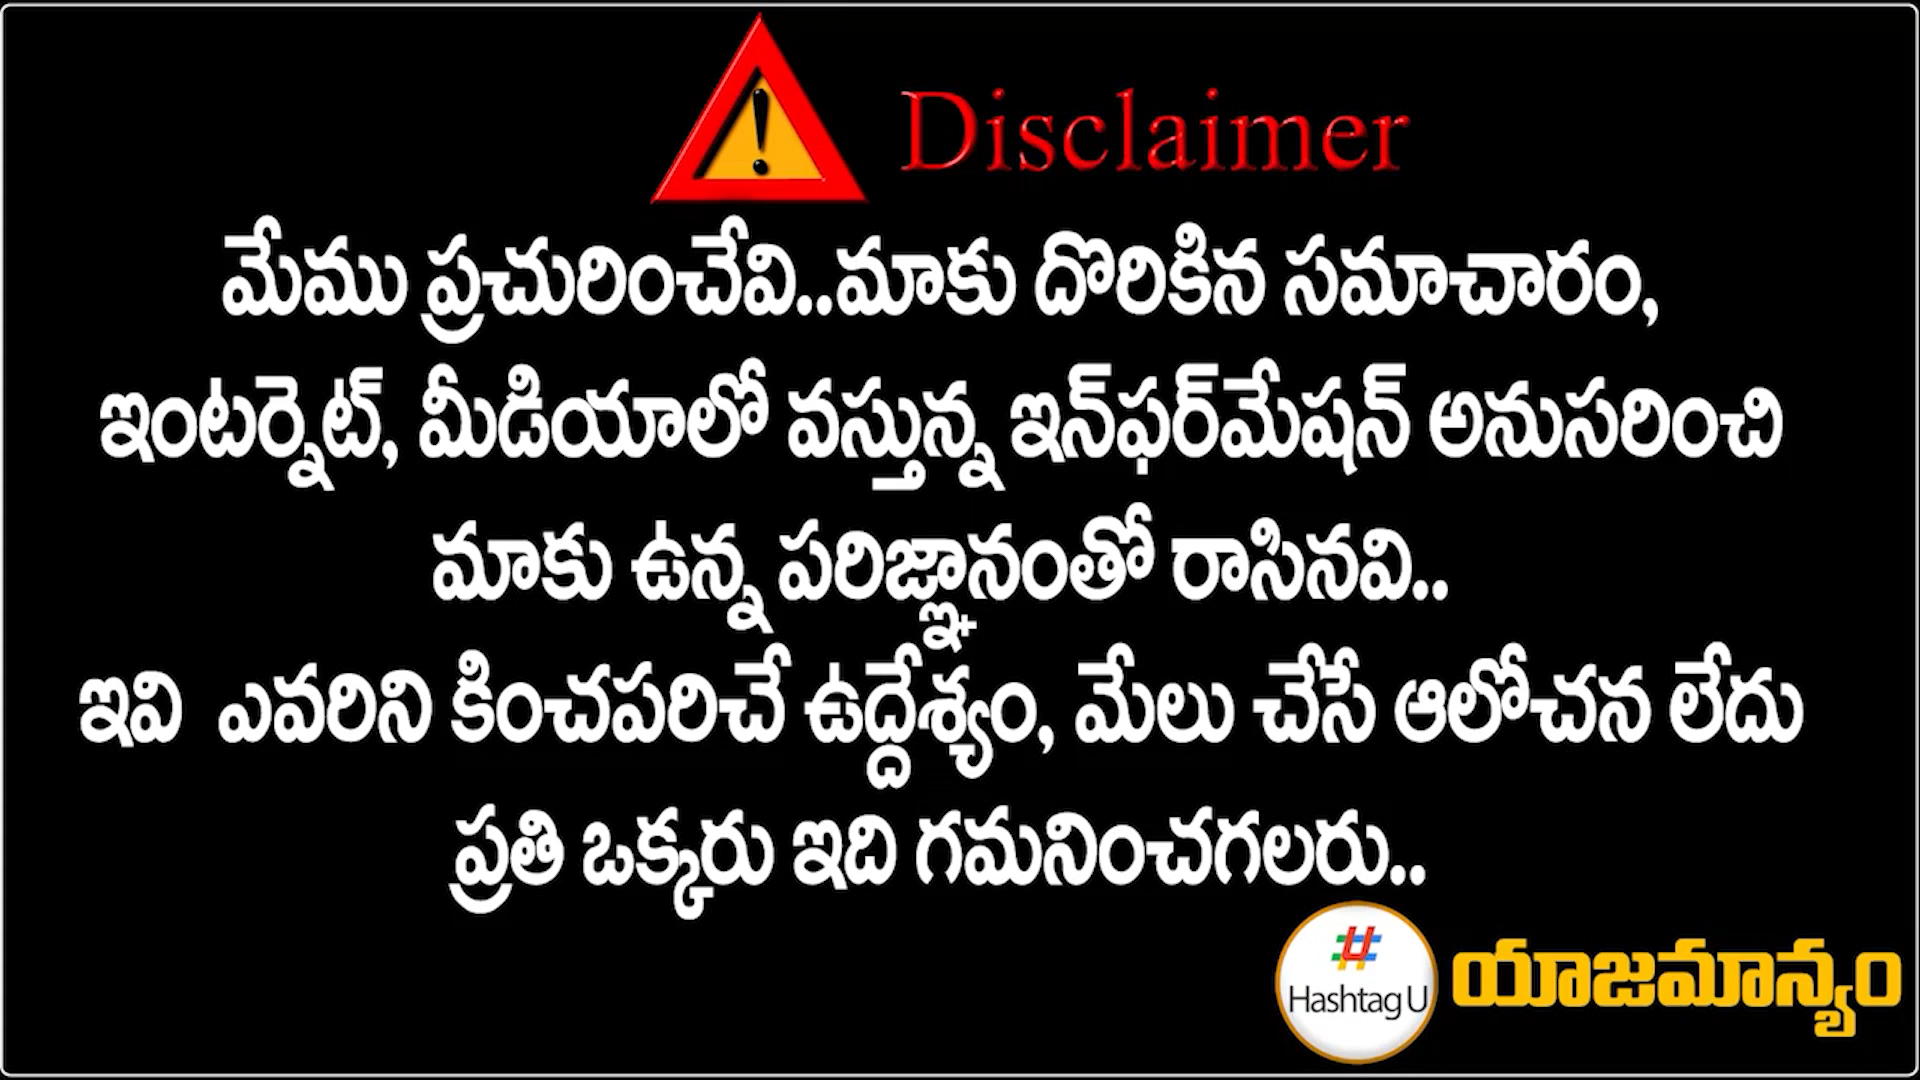 Disclaimer
మేము ప్రచురించేవి..మాకు దొరికిన సమాచారం,
ఇంటర్నెట్, మీడియాలో వస్తున్న ఇన్‌ఫర్‌మేషన్ అనుసరించి
మాకు ఉన్న పరిజ్ఞానంతో రాసినవి..
ఇవి ఎవరిని కించపరిచే ఉద్దేశ్యం, మేలు చేసే ఆలోచన లేదు
ప్రతి ఒక్కరు ఇది గమనించగలరు..
Hashtag U యాజమాన్యం